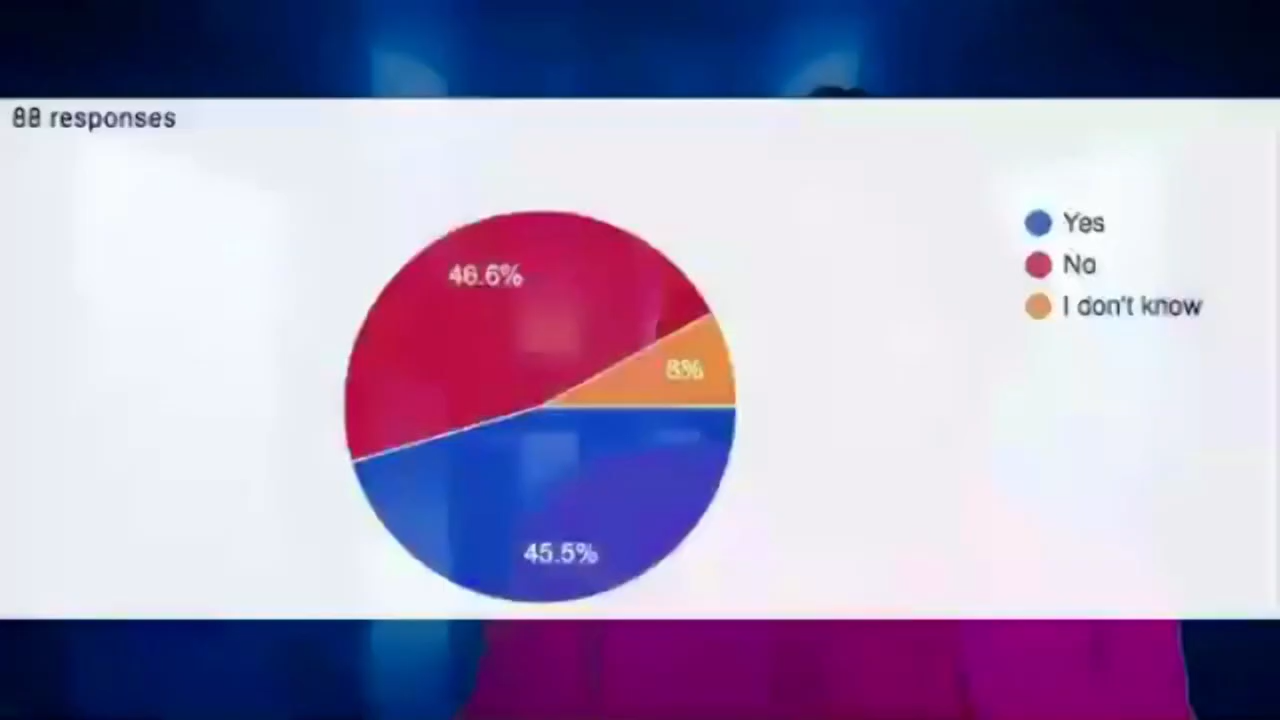 88 responses
Yes
No
I don't know
46.6%
8%
45.5%